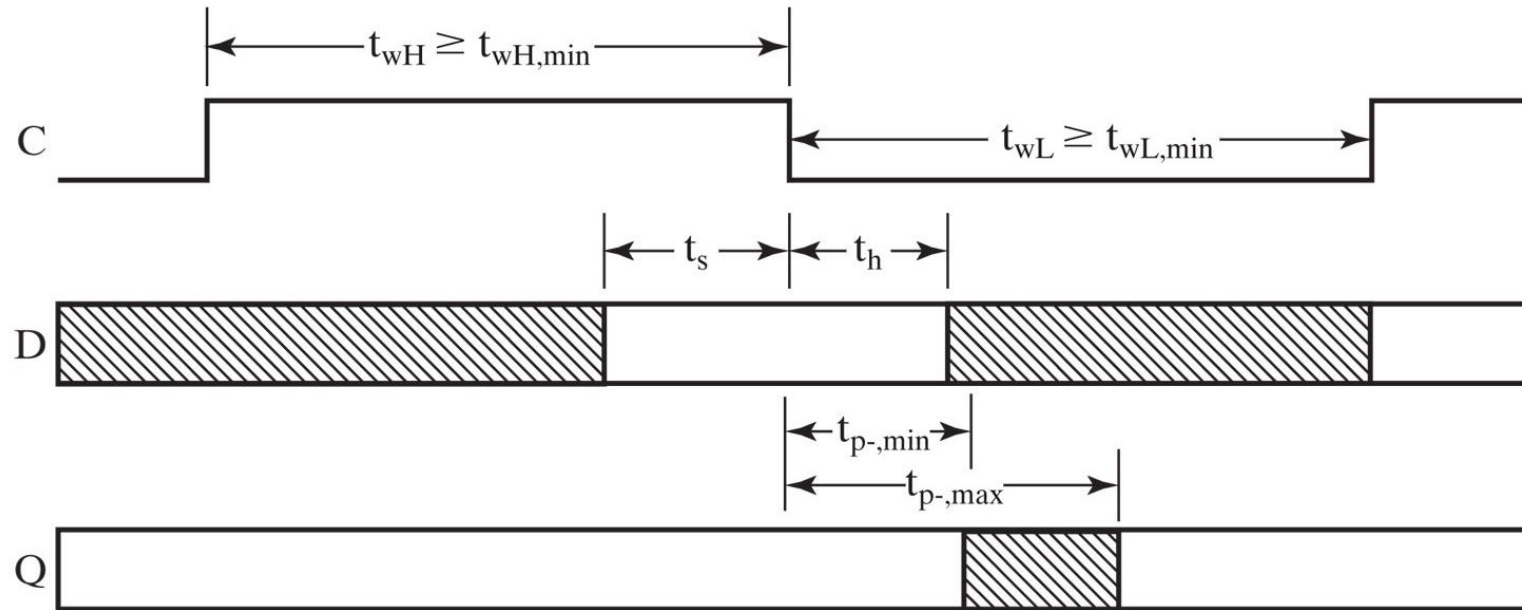 t_wH ≥ t_wH,min
C
t_wL ≥ t_wL,min
t_s
t_h
D
t_p-,min
t_p-,max
Q